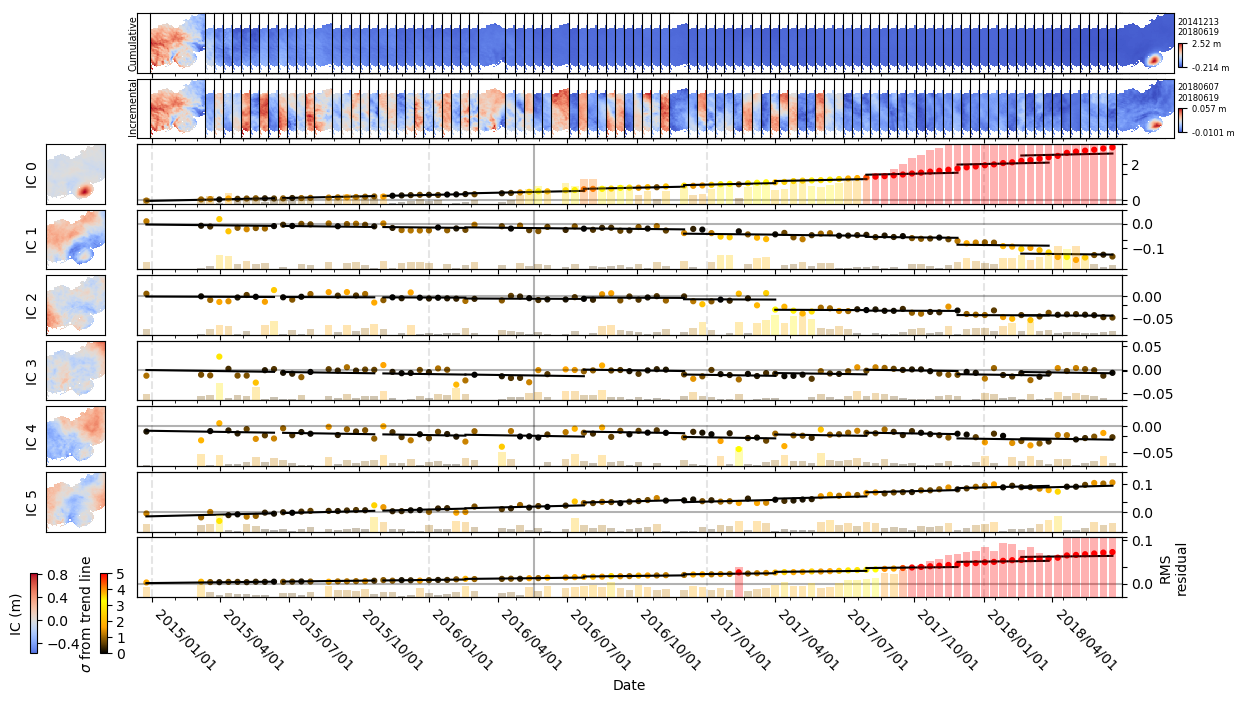 Cumulative
20141213
20180619
2.52 m
-0.214 m
Incremental
20180607
20180619
0.057 m
-0.0101 m
IC 0
2
0
IC 1
0.0
−0.1
IC 2
0.00
−0.05
IC 3
0.05
0.00
−0.05
IC 4
0.00
−0.05
IC 5
0.1
0.0
0.1
0.0
RMS
residual
IC (m)
0.8
0.4
0.0
−0.4
σ from trend line
5
4
3
2
1
0
2015/01/01
2015/04/01
2015/07/01
2015/10/01
2016/01/01
2016/04/01
2016/07/01
2016/10/01
2017/01/01
2017/04/01
2017/07/01
2017/10/01
2018/01/01
2018/04/01
Date